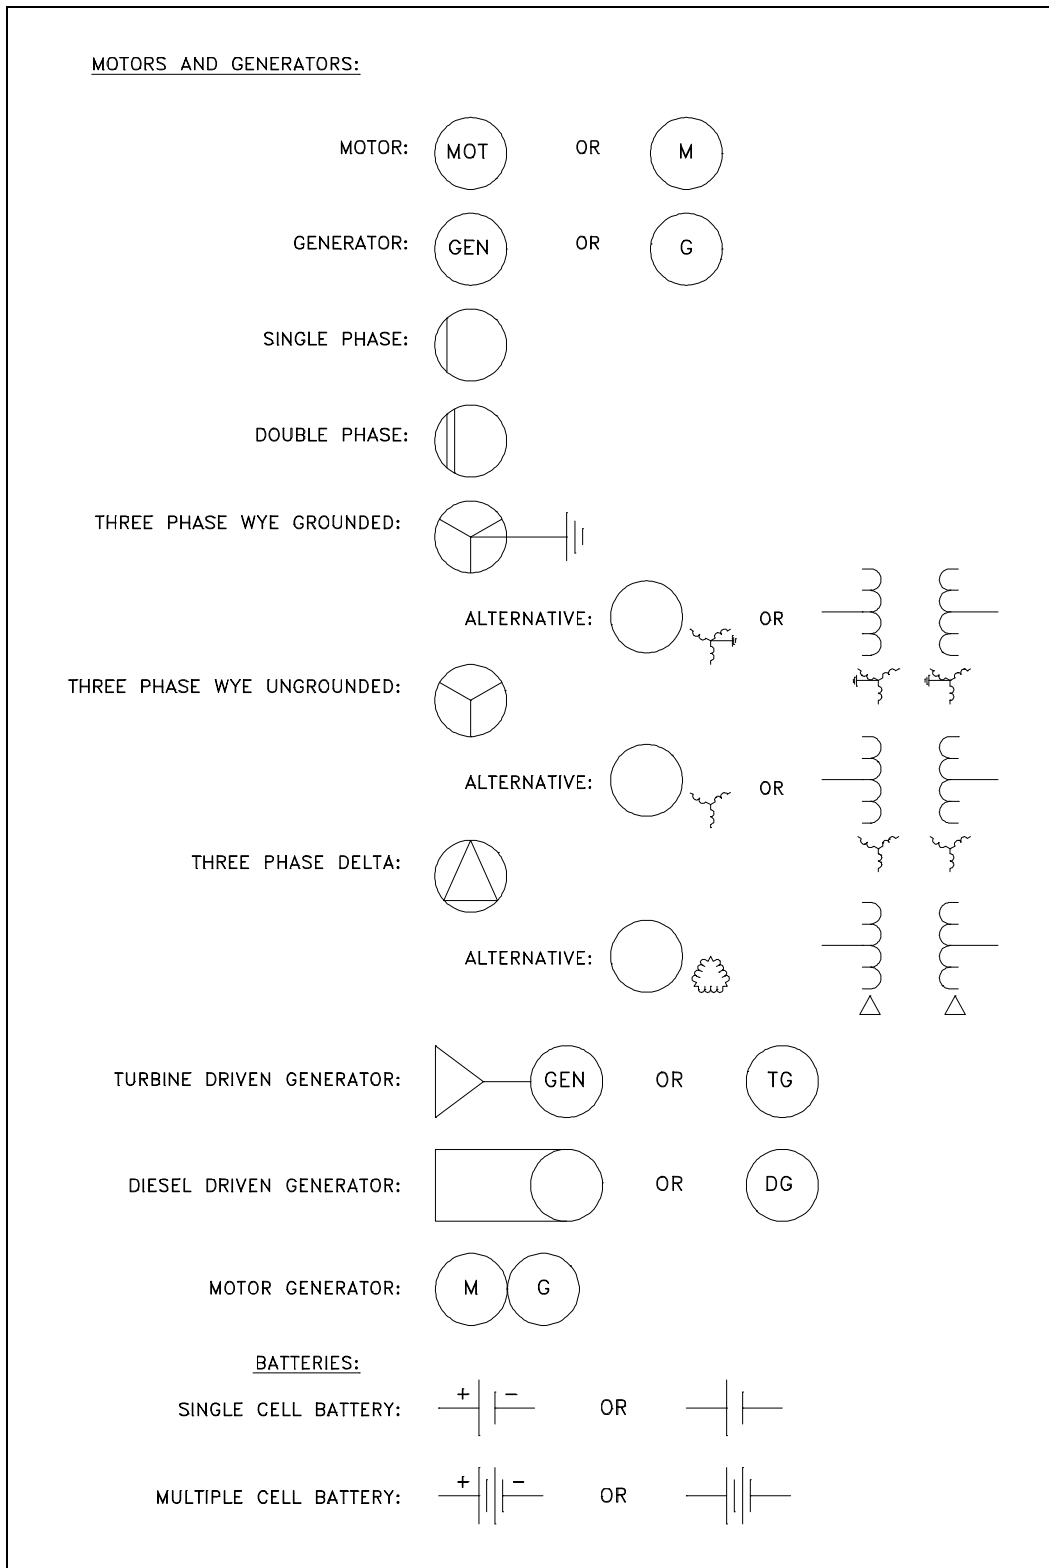 MOTORS AND GENERATORS:
MOTOR: MOT OR M
GENERATOR: GEN OR G
SINGLE PHASE:
DOUBLE PHASE:
THREE PHASE WYE GROUNDED:
ALTERNATIVE: OR
THREE PHASE WYE UNGROUNDED:
ALTERNATIVE: OR
THREE PHASE DELTA:
ALTERNATIVE:
TURBINE DRIVEN GENERATOR: GEN OR TG
DIESEL DRIVEN GENERATOR: OR DG
MOTOR GENERATOR: M G
BATTERIES:
SINGLE CELL BATTERY: + − OR
MULTIPLE CELL BATTERY: + − OR